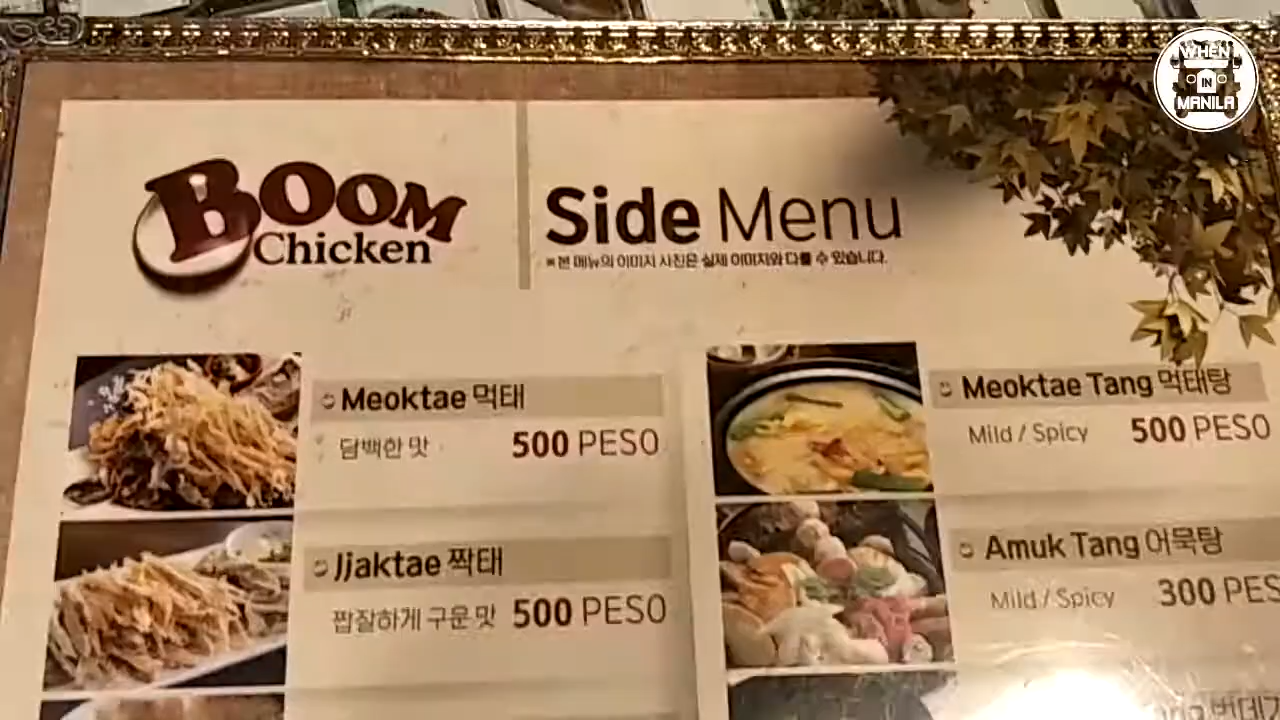 WHEN
IN
MANILA
BOOM
Chicken
Side Menu
※ 본 메뉴의 이미지 사진은 실제 이미지와 다를 수 있습니다.
Meoktae 먹태
담백한 맛
500 PESO
Jjaktae 짝태
짭잘하게 구운 맛
500 PESO
Meoktae Tang 먹태탕
Mild / Spicy
500 PESO
Amuk Tang 어묵탕
Mild / Spicy
300 PES